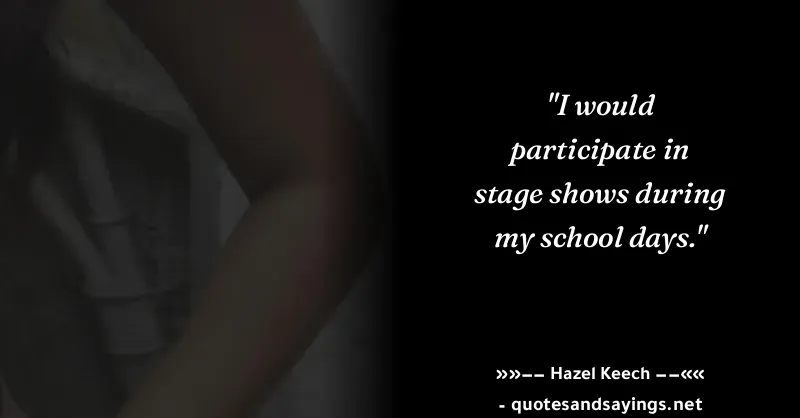 "I would
participate in
stage shows during
my school days."
»»−− Hazel Keech −−««
- quotesandsayings.net